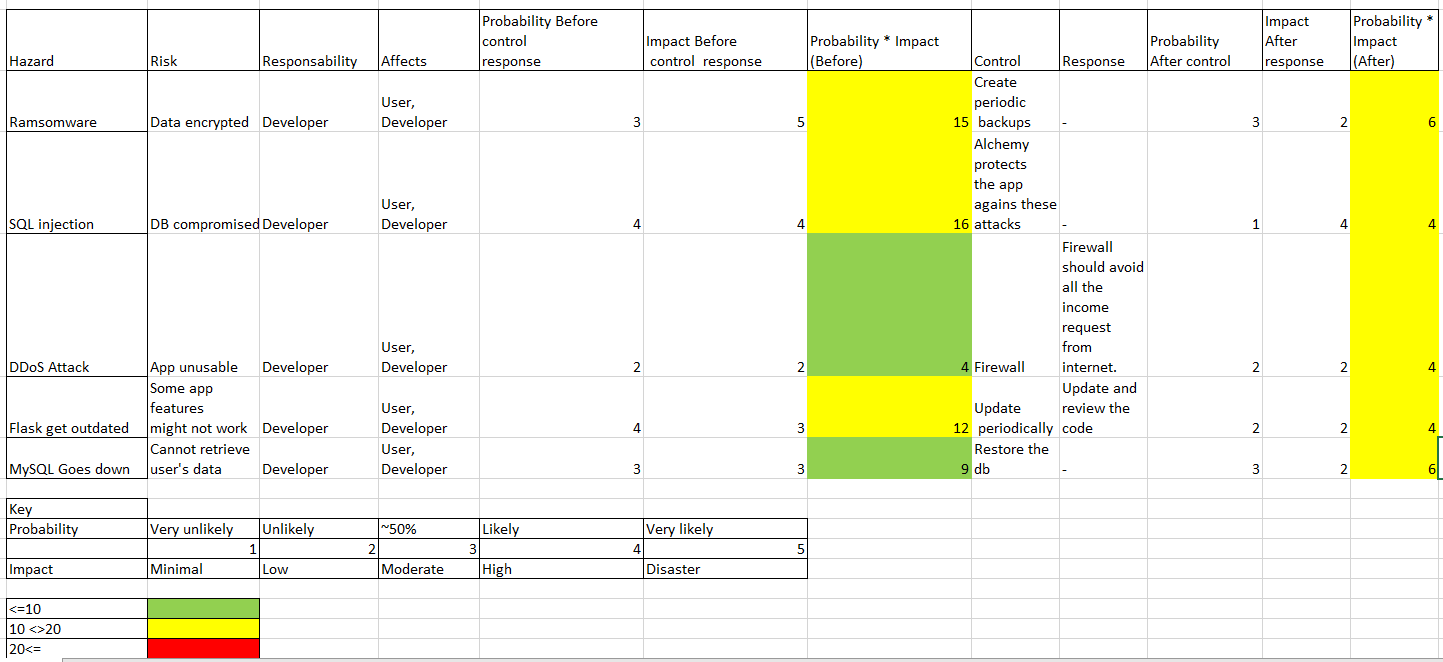 Hazard Risk Responsability Affects Probability Before control response Impact Before control response Probability * Impact (Before) Control Response Probability After control Impact After response Probability * Impact (After)
Ramsomware Data encrypted Developer User, Developer 3 5 15 Create periodic backups - 3 2 6
SQL injection DB compromised Developer User, Developer 4 4 16 Alchemy protects the app agains these attacks - 1 4 4
DDoS Attack App unusable Developer User, Developer 2 2 4 Firewall Firewall should avoid all the income request from internet. 2 2 4
Flask get outdated Some app features might not work Developer User, Developer 4 3 12 Update periodically Update and review the code 2 2 4
MySQL Goes down Cannot retrieve user's data Developer User, Developer 3 3 9 Restore the db - 3 2 6
Key
Probability Very unlikely Unlikely ~50% Likely Very likely
1 2 3 4 5
Impact Minimal Low Moderate High Disaster
<=10
10 <>20
20<=